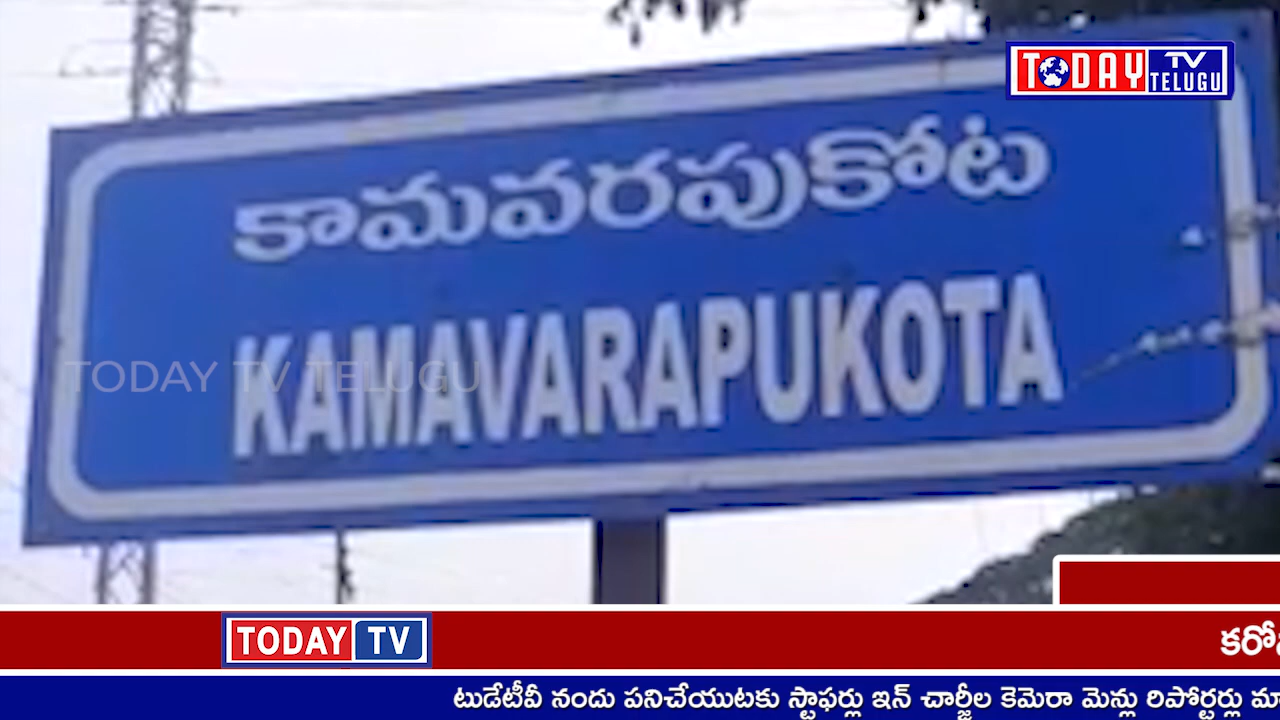 TODAY TV TELUGU
కామవరపుకోట
KAMAVARAPUKOTA
TODAY TV TELUGU
TODAY TV
టుడేటీవీ నందు పనిచేయుటకు స్టాఫర్లు ఇన్ చార్జీల కెమెరా మెన్లు రిపోర్టర్లు